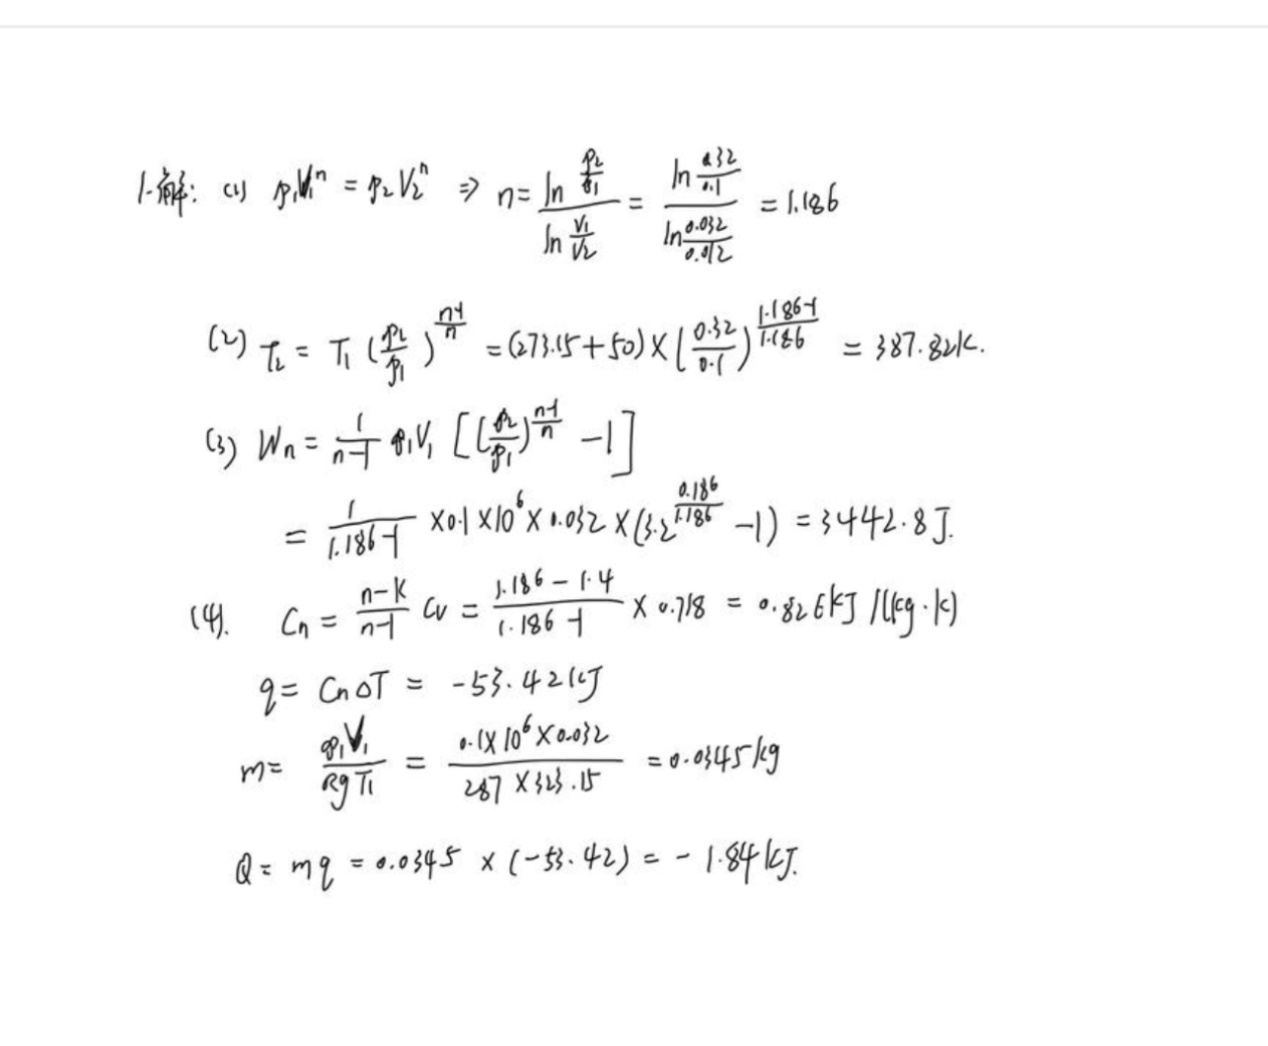 1.解: (1) p₁V₁ⁿ = p₂V₂ⁿ ⇒ n = ln(p₂/p₁) / ln(V₁/V₂) = ln(0.32/0.1) / ln(0.032/0.012) = 1.186
(2) T₂ = T₁ (p₂/p₁)^((n-1)/n) = (273.15+50) × (0.32/0.1)^((1.186-1)/1.186) = 387.82K.
(3) Wn = 1/(n-1) p₁V₁ [(p₂/p₁)^((n-1)/n) - 1]
= 1/(1.186-1) × 0.1 × 10⁶ × 0.032 × (3.2^(0.186/1.186) - 1) = 3442.8J.
(4). Cn = (n-k)/(n-1) Cv = (1.186-1.4)/(1.186-1) × 0.718 = 0.826kJ/(kg·k)
q = CnΔT = -53.42kJ
m = p₁V₁/(RgT₁) = (0.1×10⁶×0.032)/(287×323.15) = 0.0345kg
Q = mq = 0.0345 × (-53.42) = -1.84kJ.